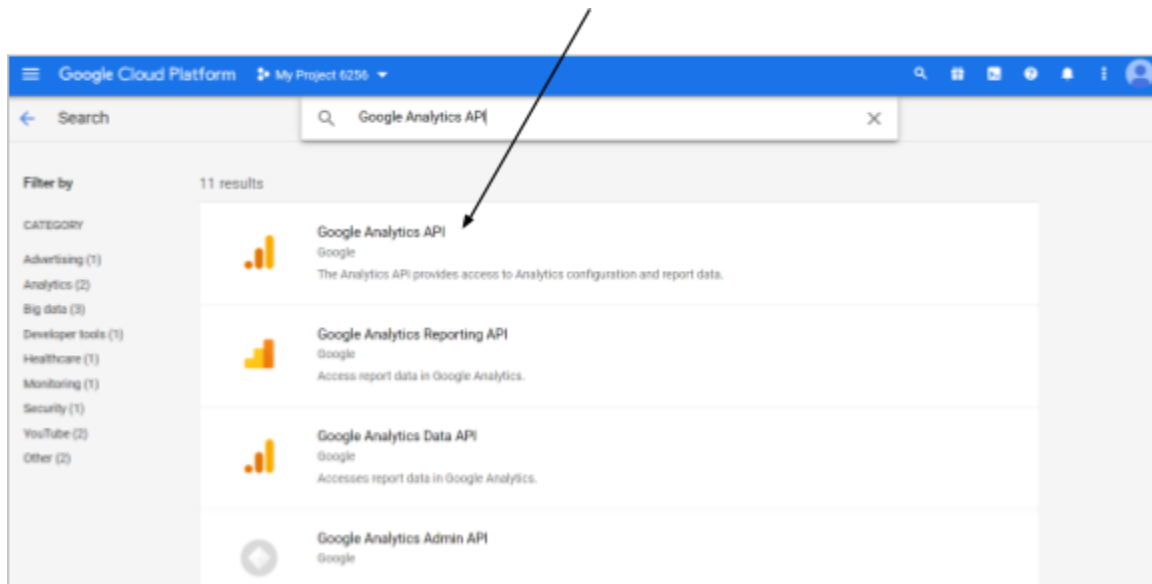 Google Cloud Platform My Project 6256
Search
Google Analytics API
Filter by
11 results
CATEGORY
Advertising (1)
Analytics (2)
Big data (3)
Developer tools (1)
Healthcare (1)
Monitoring (1)
Security (1)
YouTube (2)
Other (2)
Google Analytics API
Google
The Analytics API provides access to Analytics configuration and report data.
Google Analytics Reporting API
Google
Access report data in Google Analytics.
Google Analytics Data API
Google
Accesses report data in Google Analytics.
Google Analytics Admin API
Google